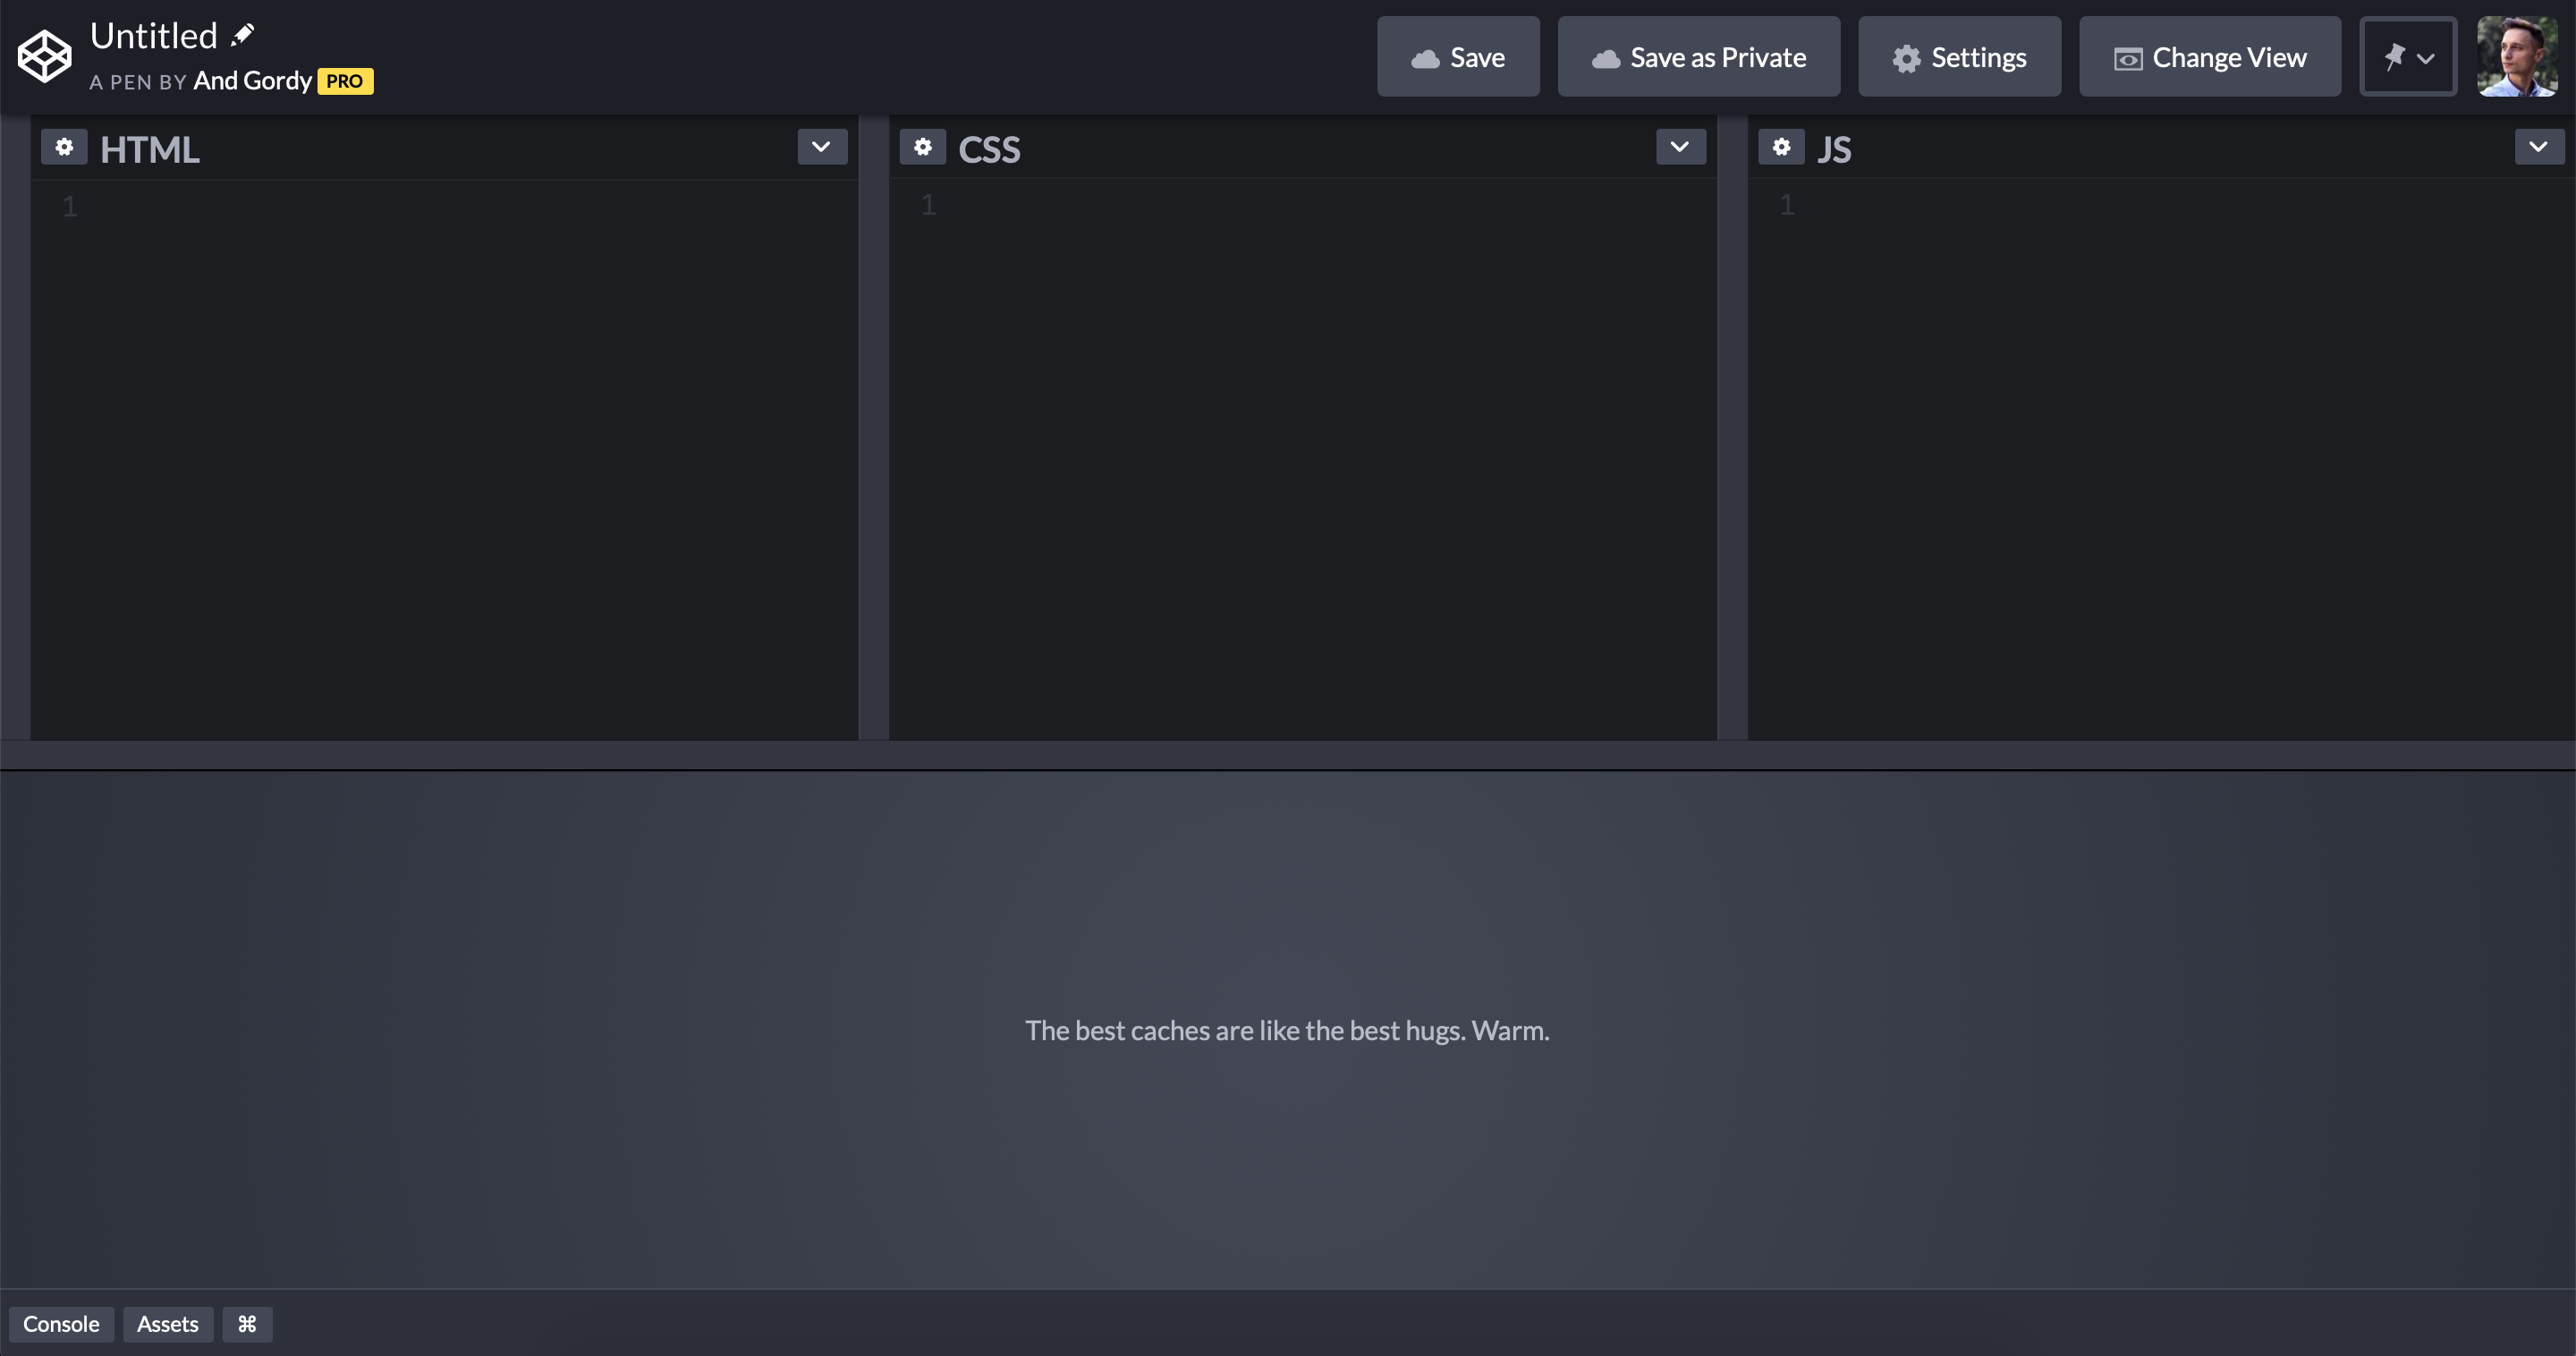 Untitled
A PEN BY And Gordy PRO
Save
Save as Private
Settings
Change View
HTML
CSS
JS
1
1
1
The best caches are like the best hugs. Warm.
Console
Assets
⌘